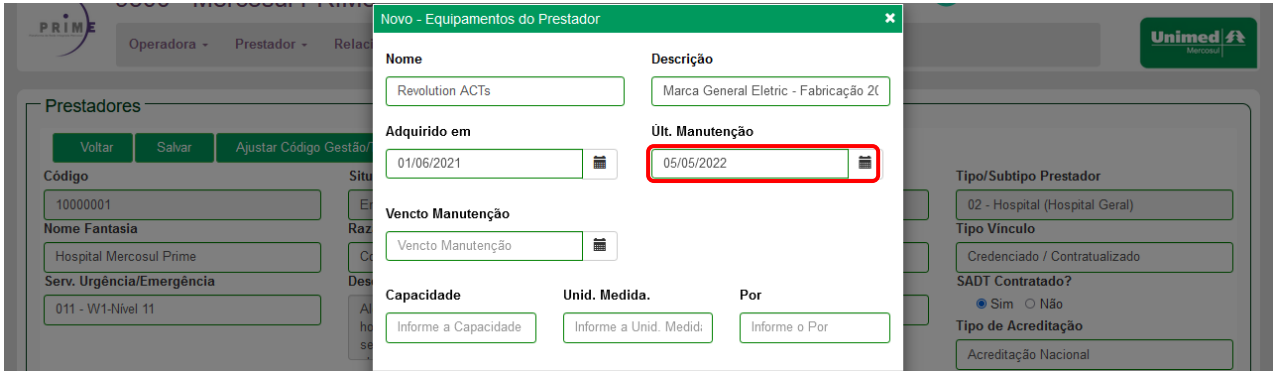 PRIME
Novo - Equipamentos do Prestador ×
Operadora Prestador
Unimed
Mercosul
Nome Descrição
Revolution ACTs Marca General Eletric - Fabricação
Prestadores
Adquirido em Últ. Manutenção
Voltar Salvar Ajustar Código
01/06/2021 05/05/2022
Código Tipo/Subtipo Prestador
10000001 02 - Hospital (Hospital Geral)
Vencto Manutenção
Nome Fantasia Tipo Vínculo
Vencto Manutenção
Hospital Mercosul Prime Credenciado / Contratualizado
Serv. Urgência/Emergência SADT Contratado?
Capacidade Unid. Medida. Por
011 - W1-Nível 11 Sim Não
Informe a Capacidade Informe a Unid. Informe o Por
Tipo de Acreditação
Acreditação Nacional